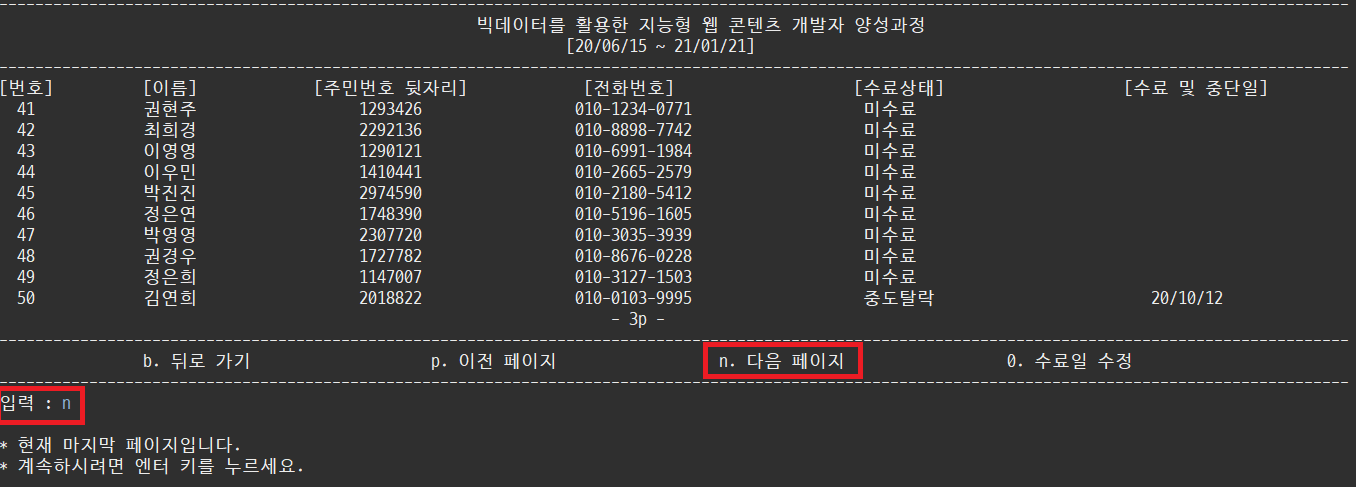 빅데이터를 활용한 지능형 웹 콘텐츠 개발자 양성과정
[20/06/15 ~ 21/01/21]
[번호] [이름] [주민번호 뒷자리] [전화번호] [수료상태] [수료 및 중단일]
41 권현주 1293426 010-1234-0771 미수료
42 최희경 2292136 010-8898-7742 미수료
43 이영영 1290121 010-6991-1984 미수료
44 이우민 1410441 010-2665-2579 미수료
45 박진진 2974590 010-2180-5412 미수료
46 정은연 1748390 010-5196-1605 미수료
47 박영영 2307720 010-3035-3939 미수료
48 권경우 1727782 010-8676-0228 미수료
49 정은희 1147007 010-3127-1503 미수료
50 김연희 2018822 010-0103-9995 중도탈락 20/10/12
- 3p -
b. 뒤로 가기 p. 이전 페이지 n. 다음 페이지 0. 수료일 수정
입력 : n
* 현재 마지막 페이지입니다.
* 계속하시려면 엔터 키를 누르세요.